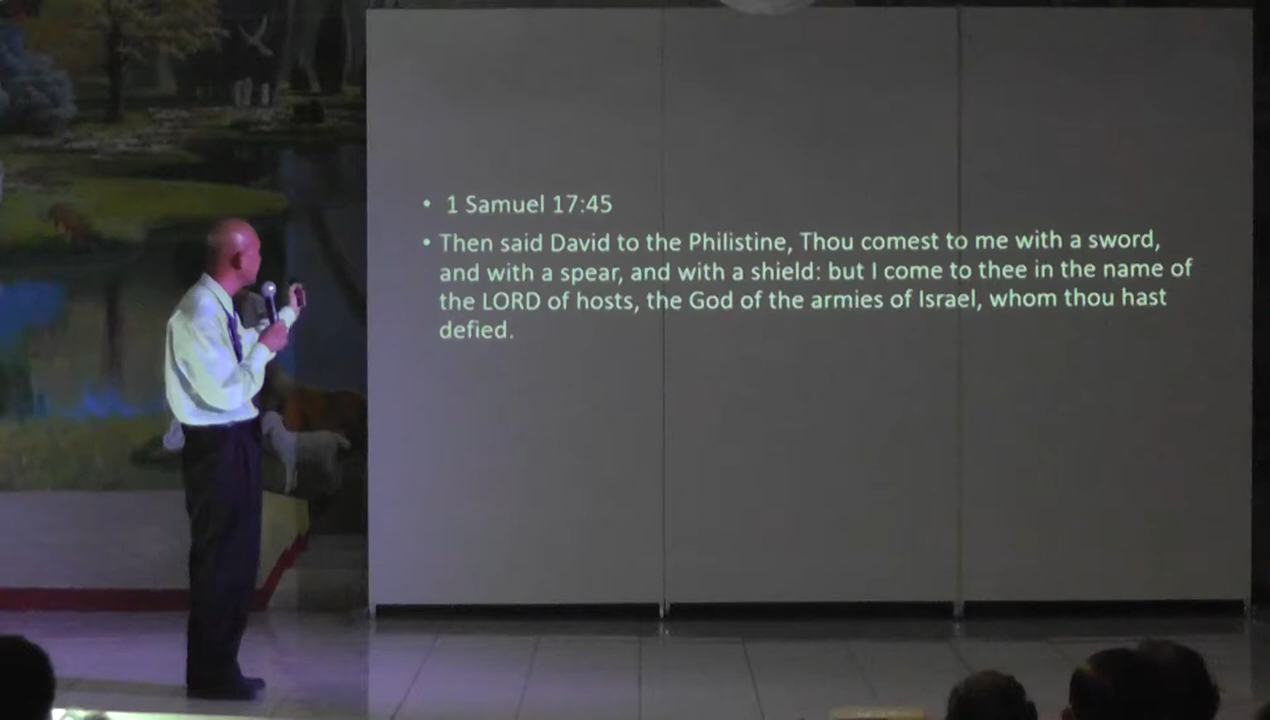 • 1 Samuel 17:45
• Then said David to the Philistine, Thou comest to me with a sword,
and with a spear, and with a shield: but I come to thee in the name of
the LORD of hosts, the God of the armies of Israel, whom thou hast
defied.